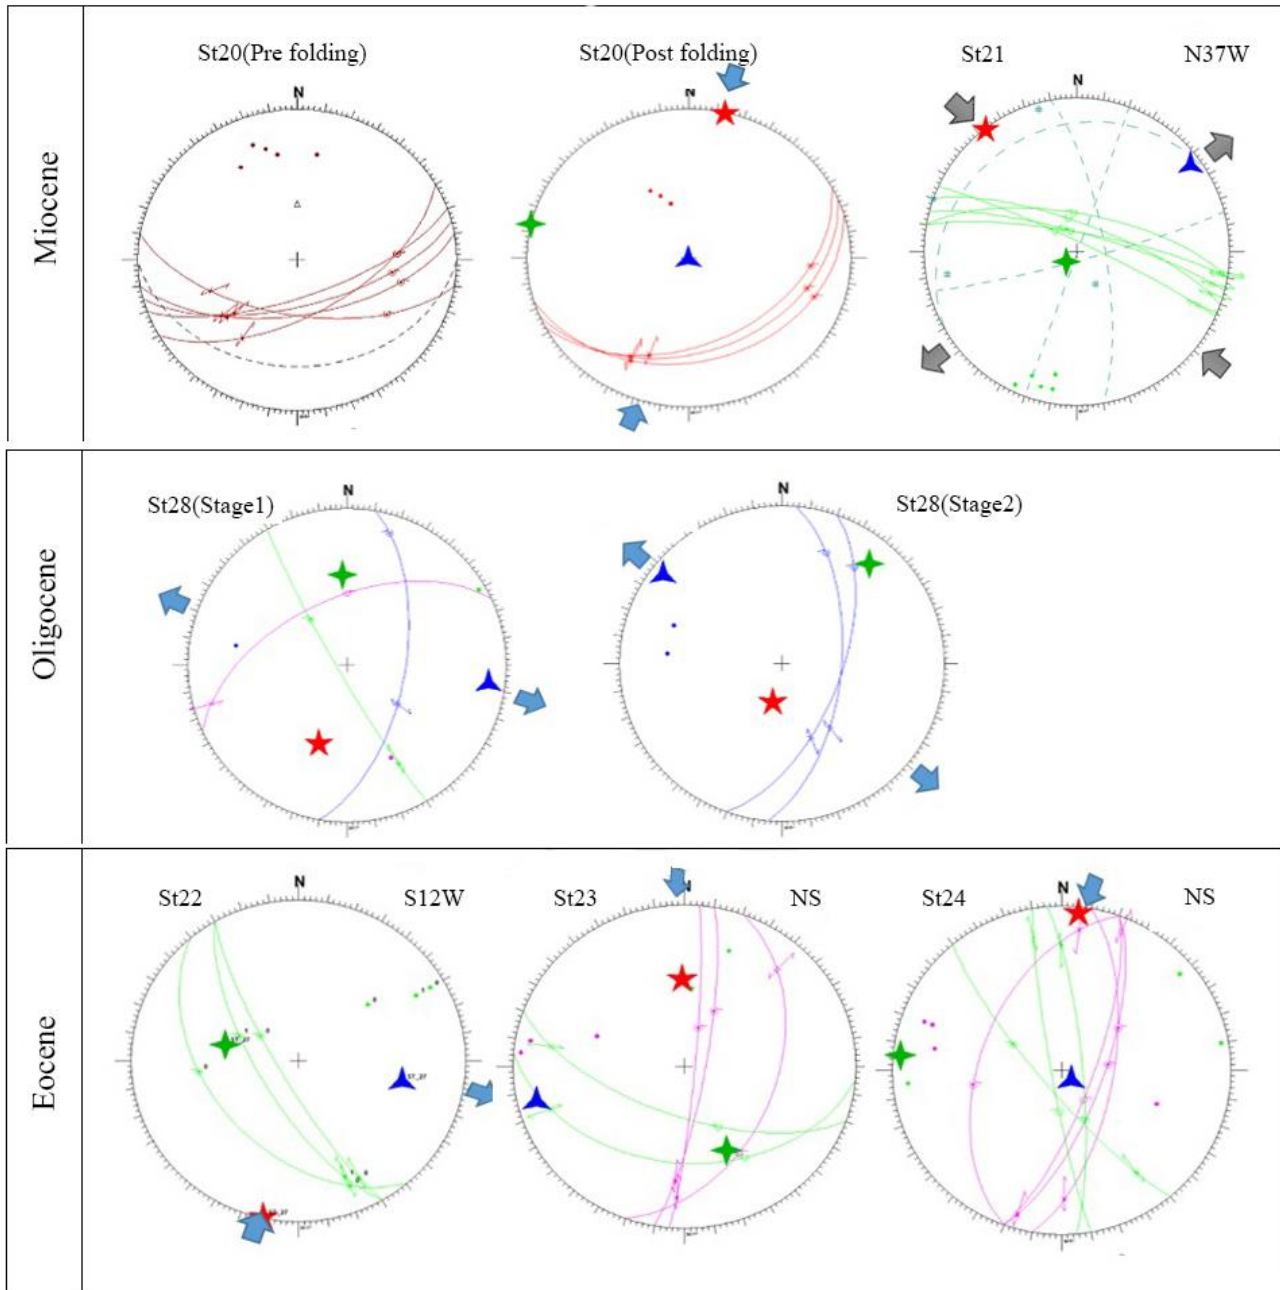 Miocene
St20(Pre folding)
N
St20(Post folding)
N
St21
N37W
N
Oligocene
St28(Stage1)
N
St28(Stage2)
N
Eocene
St22
S12W
N
St23
NS
N
St24
NS
N